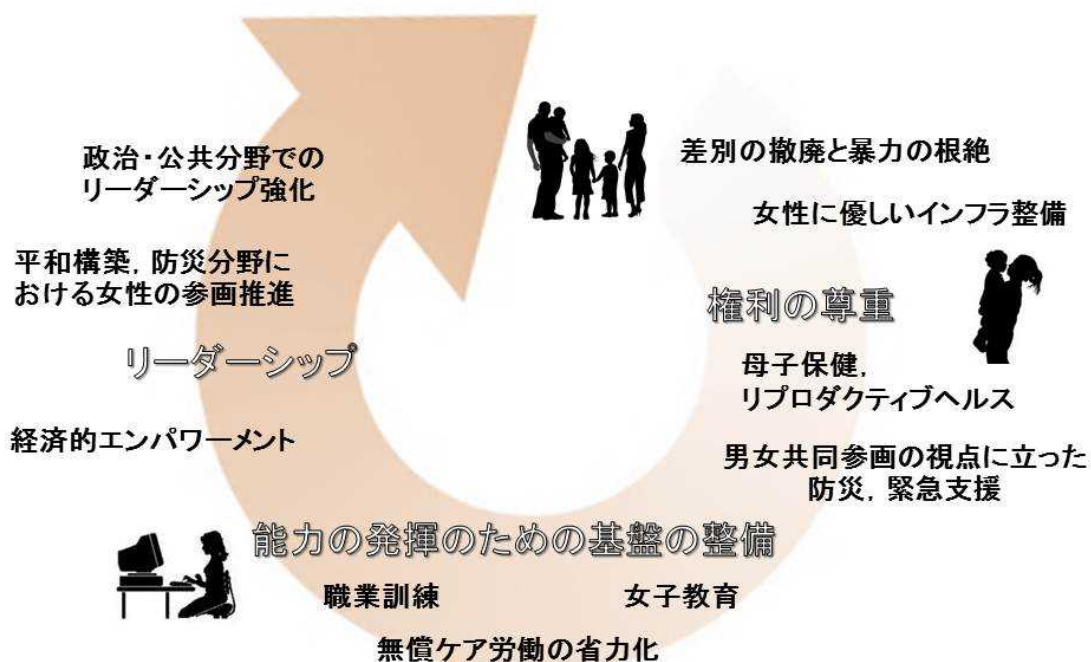 差別の撤廃と暴力の根絶
女性に優しいインフラ整備
権利の尊重
母子保健,
リプロダクティブヘルス
男女共同参画の視点に立った
防災, 緊急支援
能力の発揮のための基盤の整備
職業訓練
女子教育
無償ケア労働の省力化
政治・公共分野での
リーダーシップ強化
平和構築, 防災分野に
おける女性の参画推進
リーダーシップ
経済的エンパワーメント